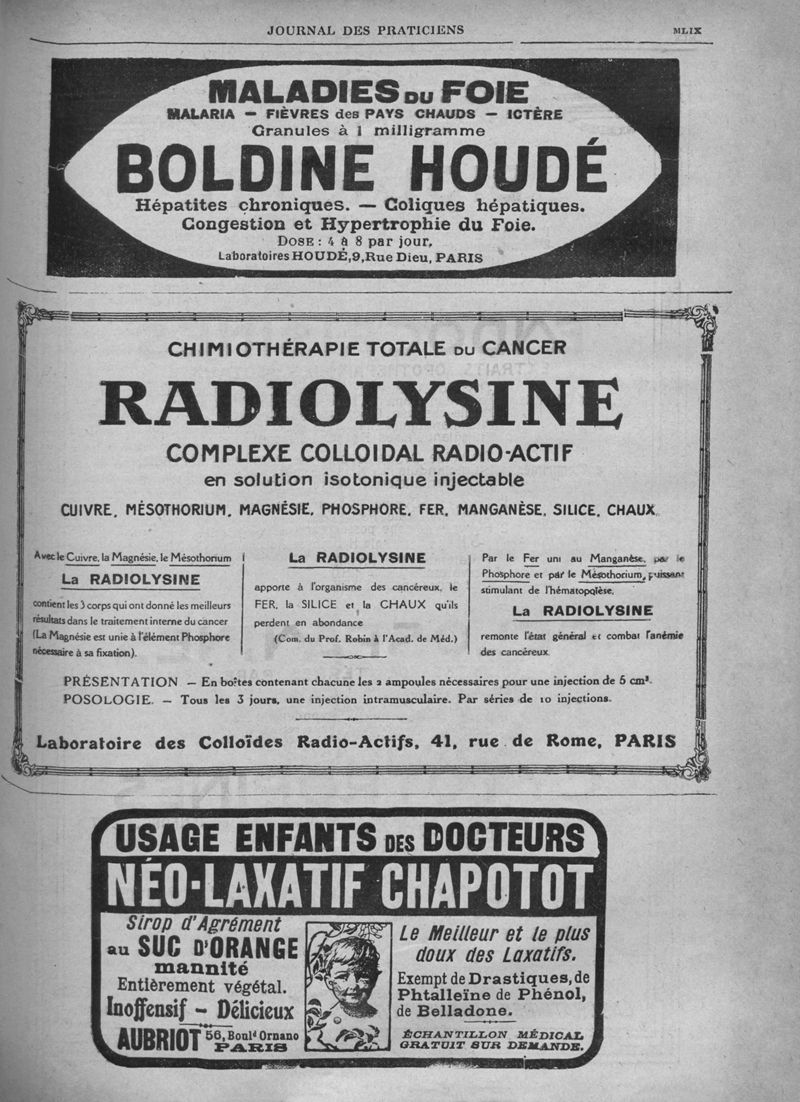 JOURNAL DES PRATICIENS
MLIX
MALADIES DU FOIE
MALARIA — FIÈVRES des PAYS CHAUDS — ICTÈRE
Granules à 1 milligramme
BOLDINE HOUDÉ
Hépatites chroniques. — Coliques hépatiques.
Congestion et Hypertrophie du Foie.
DOSE : 4 à 8 par jour,
Laboratoires HOUDÉ, 9, Rue Dieu, PARIS
CHIMIOTHÉRAPIE TOTALE DU CANCER
RADIOLYSINE
COMPLEXE COLLOIDAL RADIO-ACTIF
en solution isotonique injectable
CUIVRE, MÉSOTHORIUM, MAGNÉSIE, PHOSPHORE, FER, MANGANÈSE, SILICE, CHAUX.
Avec le Cuivre, la Magnésie, le Mésothorium
La RADIOLYSINE
contient les 3 corps qui ont donné les meilleurs
résultats dans le traitement interne du cancer
(La Magnésie est unie à l'élément Phosphore
nécessaire à sa fixation).
La RADIOLYSINE
apporte à l'organisme des cancéreux, le
FER, la SILICE et la CHAUX qu'ils
perdent en abondance
(Com. du Prof. Robin à l'Acad. de Méd.)
Par le Fer uni au Manganèse, par le
Phosphore et par le Mésothorium, puissant
stimulant de l'hématopoïèse,
La RADIOLYSINE
remonte l'état général et combat l'anémie
des cancéreux.
PRÉSENTATION — En boîtes contenant chacune les 2 ampoules nécessaires pour une injection de 5 cm³.
POSOLOGIE. — Tous les 3 jours, une injection intramusculaire. Par séries de 10 injections.
Laboratoire des Colloïdes Radio-Actifs, 41, rue de Rome, PARIS
USAGE ENFANTS DES DOCTEURS
NÉO-LAXATIF CHAPOTOT
Sirop d'Agrément
au SUC D'ORANGE
mannité
Entièrement végétal.
Inoffensif - Délicieux
AUBRIOT 56, Boulᵈ Ornano
PARIS
Le Meilleur et le plus
doux des Laxatifs.
Exempt de Drastiques, de
Phtalleïne de Phénol,
de Belladone.
ÉCHANTILLON MÉDICAL
GRATUIT SUR DEMANDE.